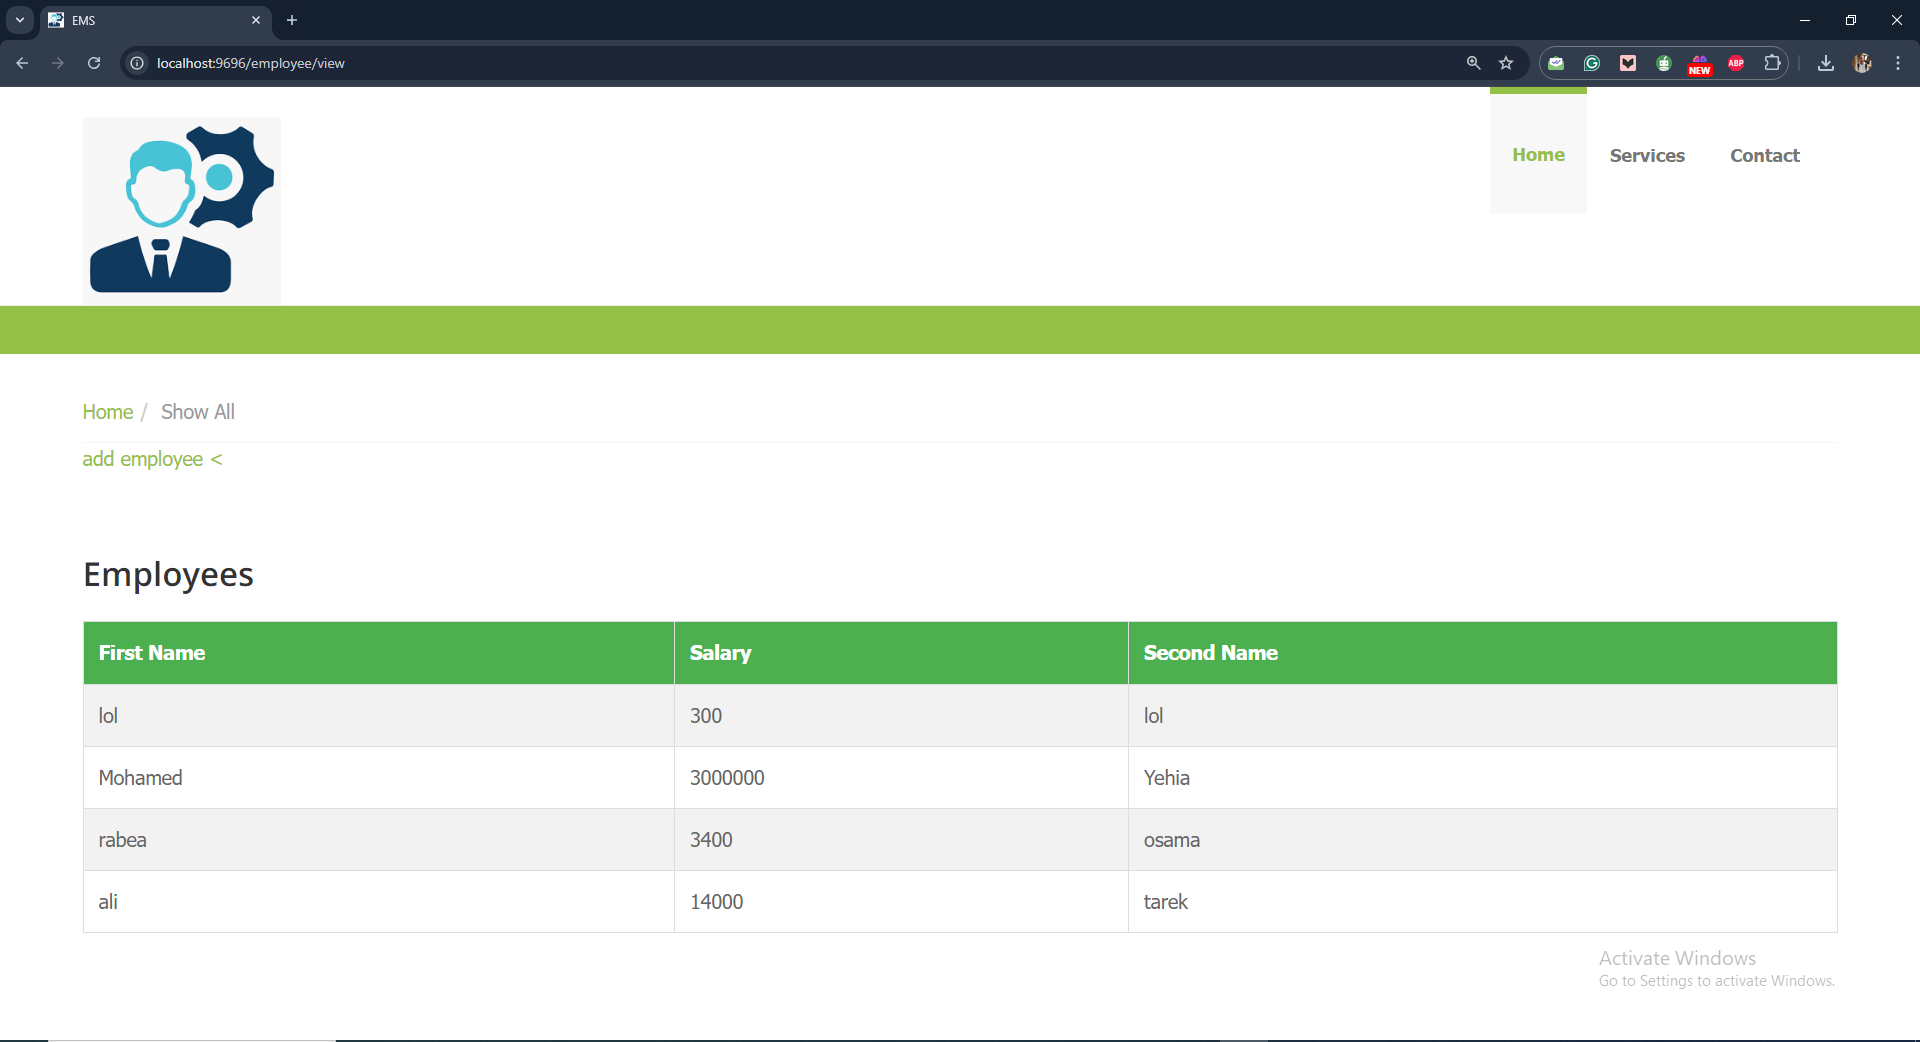 EMS
localhost:9696/employee/view
NEW
ABP
Home Services Contact
Home / Show All
add employee <
Employees
First Name Salary Second Name
lol 300 lol
Mohamed 3000000 Yehia
rabea 3400 osama
ali 14000 tarek
Activate Windows
Go to Settings to activate Windows.